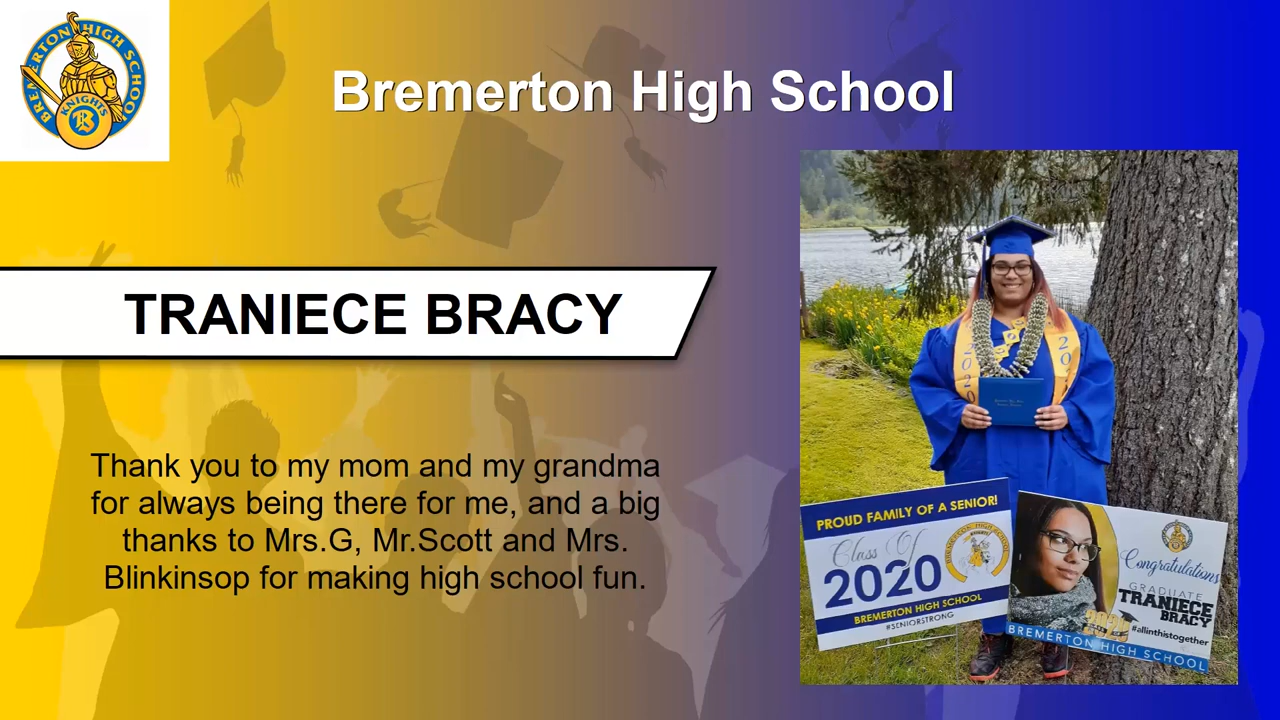 BREMERTON HIGH SCHOOL
KNIGHTS
B
Bremerton High School
TRANIECE BRACY
Thank you to my mom and my grandma
for always being there for me, and a big
thanks to Mrs.G, Mr.Scott and Mrs.
Blinkinsop for making high school fun.
2020
PROUD FAMILY OF A SENIOR!
Class Of
2020
BREMERTON HIGH SCHOOL
BREMERTON HIGH SCHOOL
#SENIORSTRONG
Congratulations
GRADUATE
TRANIECE
BRACY
#allinthistogether
BREMERTON HIGH SCHOOL